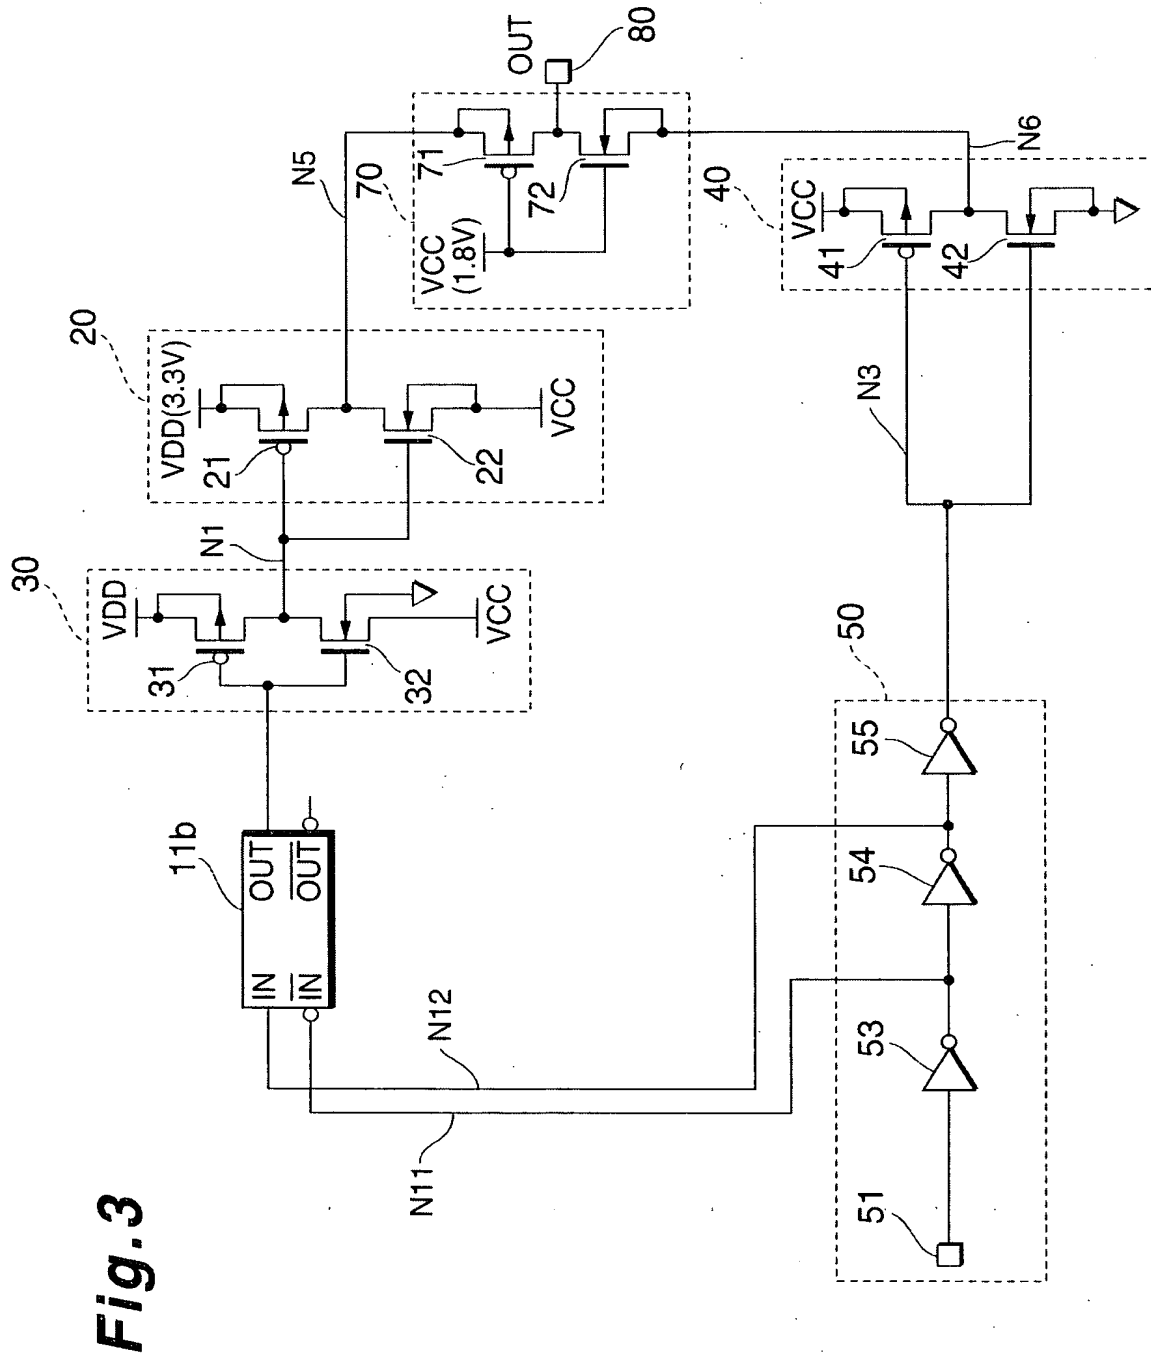 Fig.3
30
VDD
31
32
VCC
N1
20
VDD(3.3V)
21
22
VCC
N5
70
71
72
VCC
(1.8V)
OUT
80
11b
IN
OUT
IN
OUT
N12
N11
50
51
53
54
55
N3
40
VCC
41
42
N6